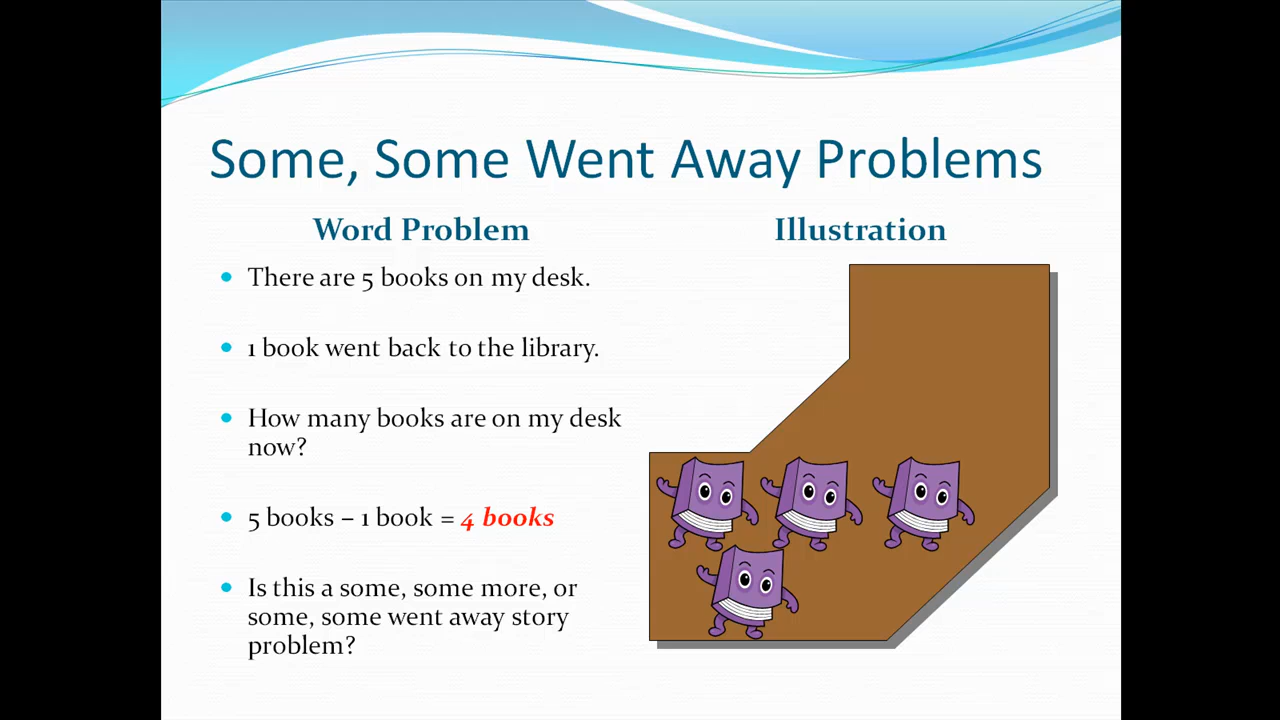 Some, Some Went Away Problems
Word Problem
There are 5 books on my desk.
1 book went back to the library.
How many books are on my desk
now?
5 books – 1 book = 4 books
Is this a some, some more, or
some, some went away story
problem?
Illustration